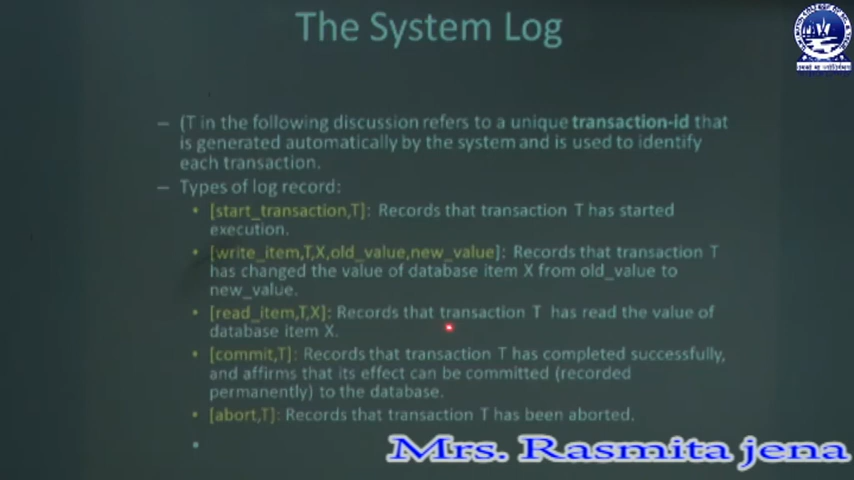 The System Log
– (T in the following discussion refers to a unique transaction-id that
is generated automatically by the system and is used to identify
each transaction.
– Types of log record:
• [start_transaction,T]: Records that transaction T has started
execution.
• [write_item,T,X,old_value,new_value]: Records that transaction T
has changed the value of database item X from old_value to
new_value.
• [read_item,T,X]: Records that transaction T has read the value of
database item X.
• [commit,T]: Records that transaction T has completed successfully,
and affirms that its effect can be committed (recorded
permanently) to the database.
• [abort,T]: Records that transaction T has been aborted.
•
Mrs. Rasmita jena